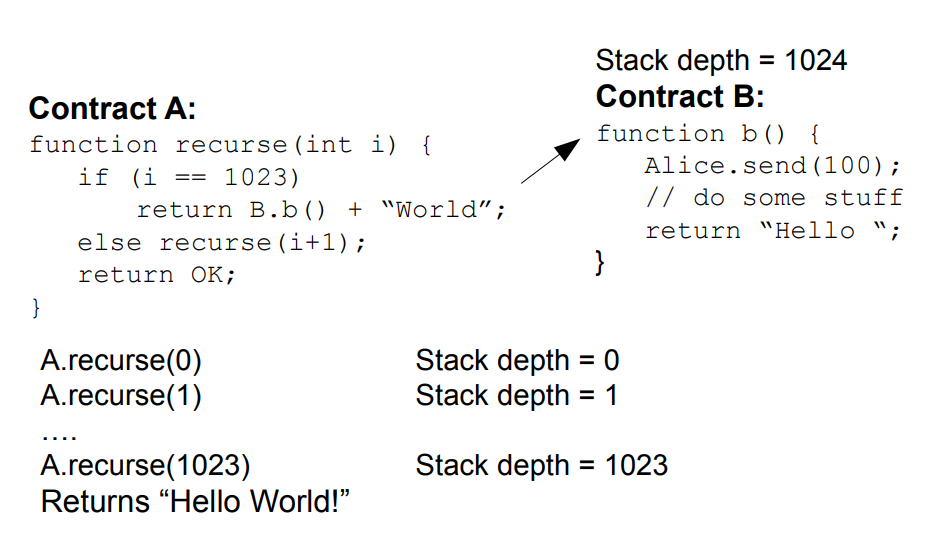 Contract A:
function recurse(int i) {
if (i == 1023)
return B.b() + “World”;
else recurse(i+1);
return OK;
}
Stack depth = 1024
Contract B:
function b() {
Alice.send(100);
// do some stuff
return “Hello “;
}
A.recurse(0) Stack depth = 0
A.recurse(1) Stack depth = 1
....
A.recurse(1023) Stack depth = 1023
Returns “Hello World!”